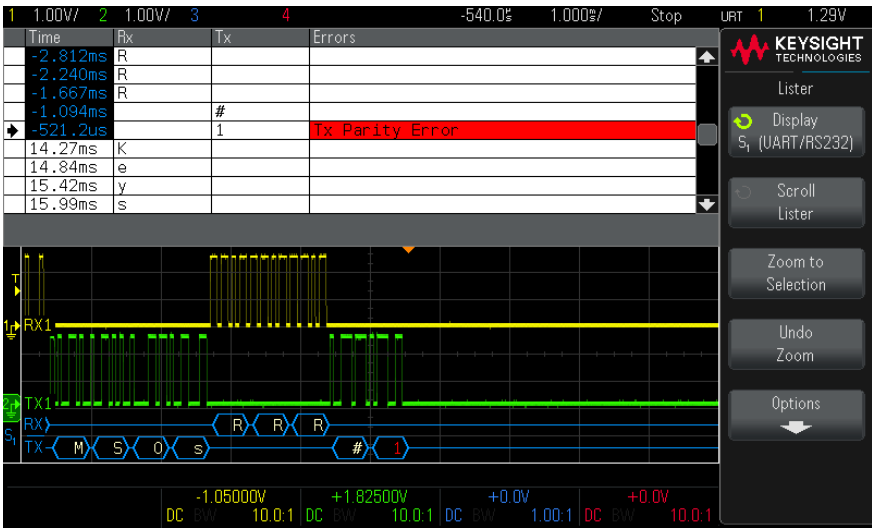 1 1.00V/ 2 1.00V/ 3 4 -540.0us 1.000ms/ Stop URT 1 1.29V
Time Rx Tx Errors
-2.812ms R
-2.240ms R
-1.667ms R
-1.094ms #
-521.2us 1 Tx Parity Error
14.27ms K
14.84ms e
15.42ms y
15.99ms s
KEYSIGHT
TECHNOLOGIES
Lister
Display
S1 (UART/RS232)
Scroll
Lister
Zoom to
Selection
Undo
Zoom
Options
T
1 RX1
2 TX1
S1
RX R R R
TX M S 0 s # 1
-1.05000V +1.82500V +0.0V +0.0V
DC BW 10.0:1 DC BW 10.0:1 DC BW 1.00:1 DC BW 10.0:1